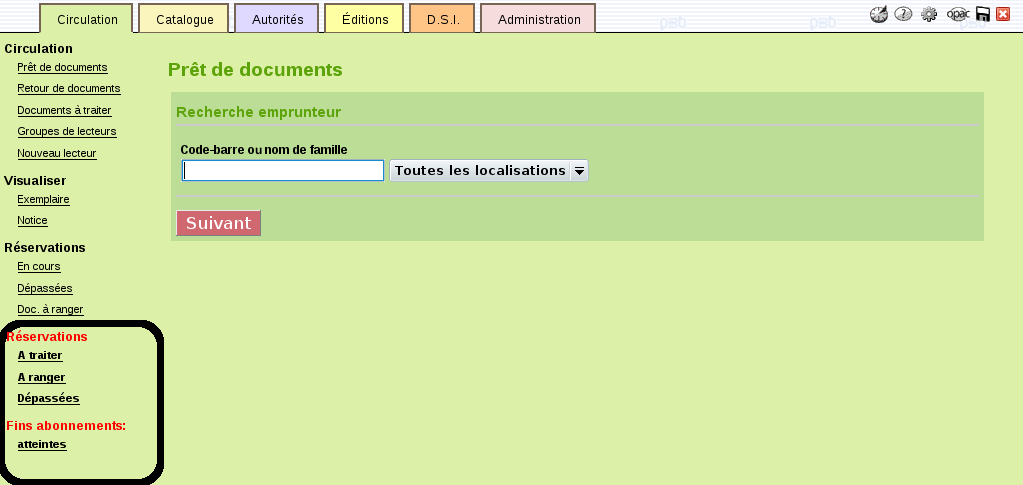 Circulation Catalogue Autorités Éditions D.S.I. Administration
opac
Circulation
Prêt de documents
Retour de documents
Documents à traiter
Groupes de lecteurs
Nouveau lecteur
Visualiser
Exemplaire
Notice
Réservations
En cours
Dépassées
Doc. à ranger
Réservations
A traiter
A ranger
Dépassées
Fins abonnements:
atteintes
Prêt de documents
Recherche emprunteur
Code-barre ou nom de famille
Toutes les localisations
Suivant